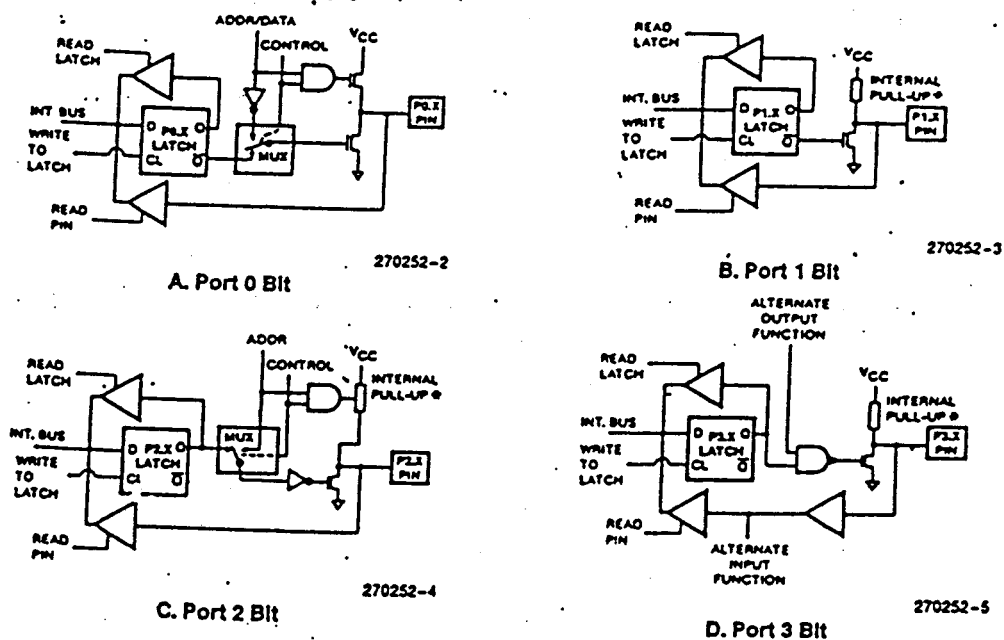 ADDR/DATA
CONTROL
VCC
READ
LATCH
INT. BUS
WRITE
TO
LATCH
D P0.X Q
LATCH
CL Q
MUX
P0.X
PIN
READ
PIN
270252-2
A. Port 0 Bit
READ
LATCH
VCC
INTERNAL
PULL-UP *
INT. BUS
WRITE
TO
LATCH
D P1.X Q
LATCH
CL Q
P1.X
PIN
READ
PIN
270252-3
B. Port 1 Bit
ADDR
CONTROL
VCC
READ
LATCH
INTERNAL
PULL-UP *
INT. BUS
WRITE
TO
LATCH
D P2.X Q
LATCH
CL Q
MUX
P2.X
PIN
READ
PIN
270252-4
C. Port 2 Bit
ALTERNATE
OUTPUT
FUNCTION
READ
LATCH
VCC
INTERNAL
PULL-UP *
INT. BUS
WRITE
TO
LATCH
D P3.X Q
LATCH
CL Q
P3.X
PIN
READ
PIN
ALTERNATE
INPUT
FUNCTION
270252-5
D. Port 3 Bit